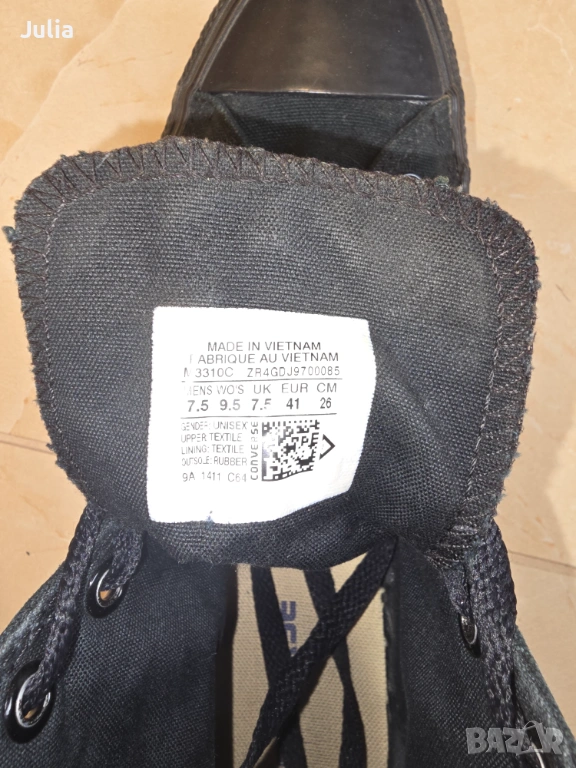 Julia
MADE IN VIETNAM
FABRIQUE AU VIETNAM
M3310C ZR4GDJ9700085
MENS WO'S UK EUR CM
7.5 9.5 7.5 41 26
GENDER: UNISEX
UPPER: TEXTILE
LINING: TEXTILE
OUTSOLE: RUBBER
9A 1411 C64
CONVERSE
BAZAR